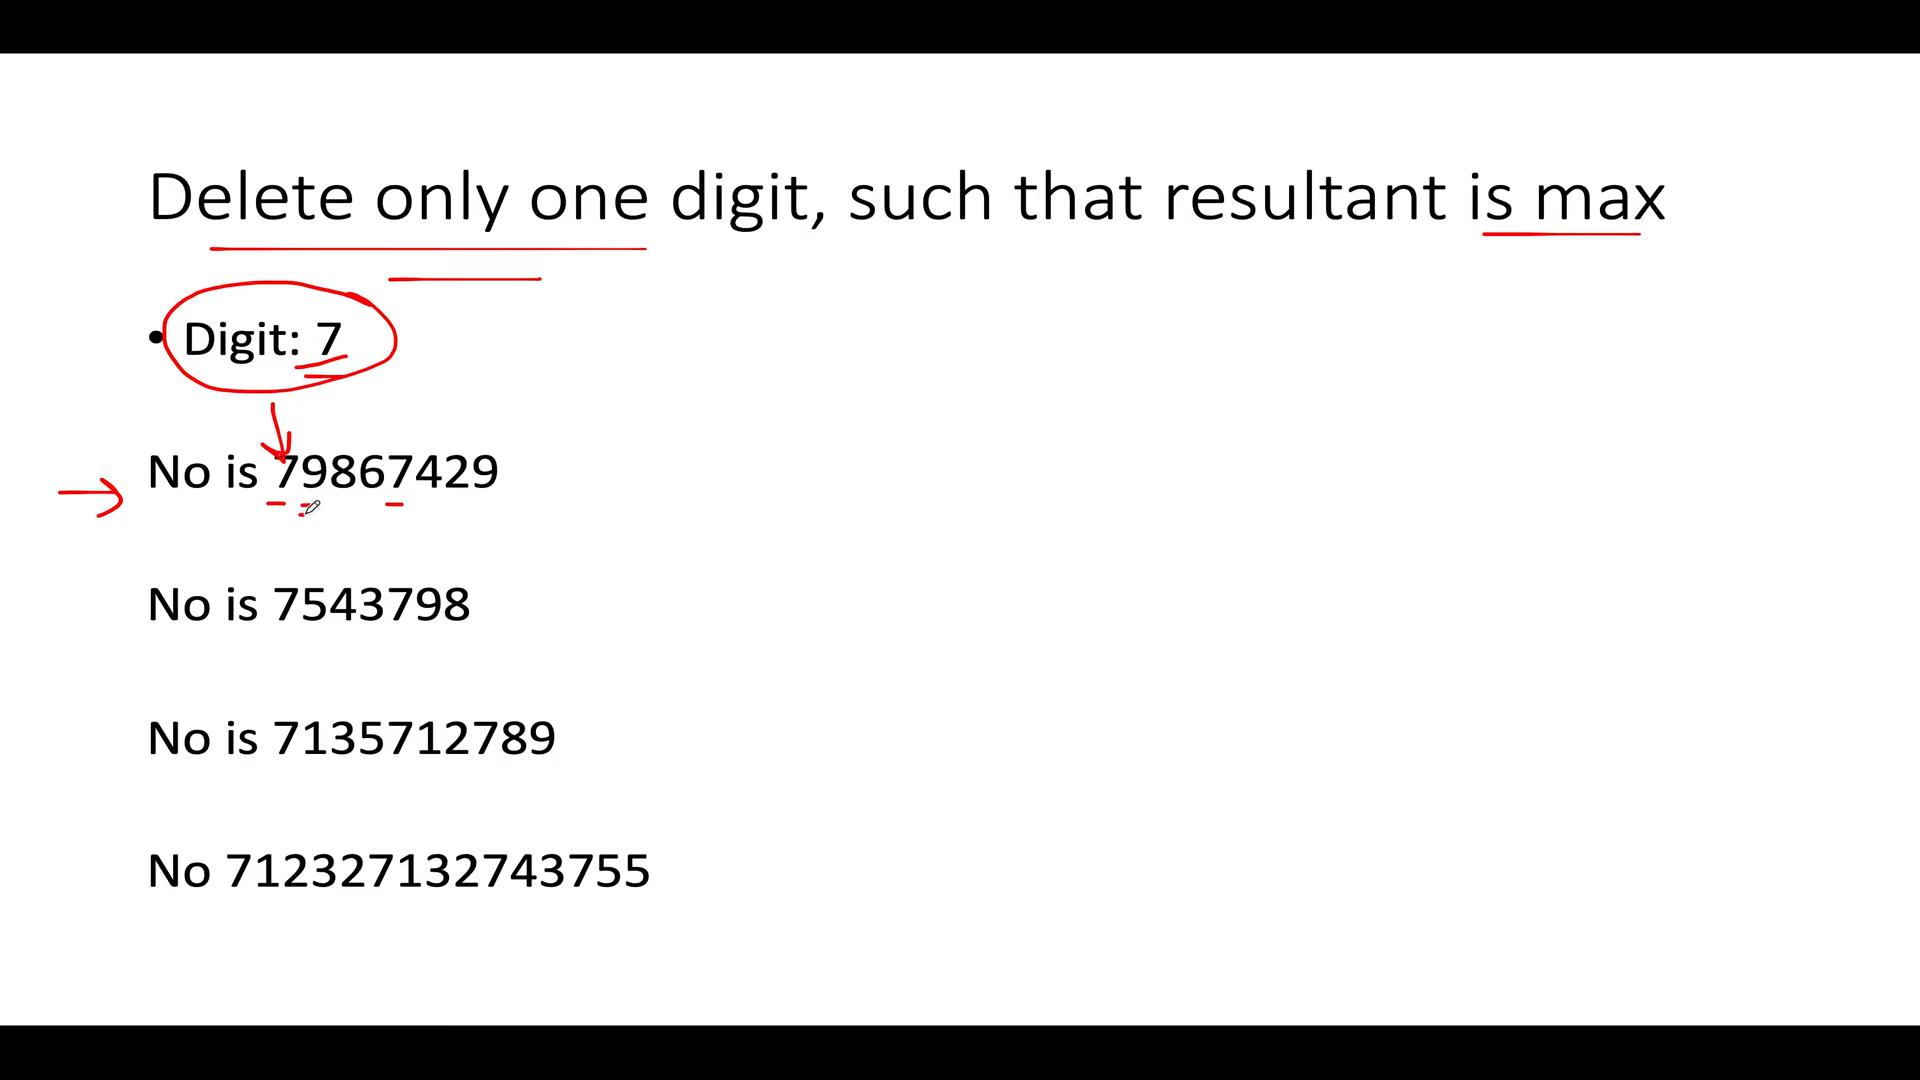 Delete only one digit, such that resultant is max
• Digit: 7
No is 79867429
No is 7543798
No is 7135712789
No 712327132743755